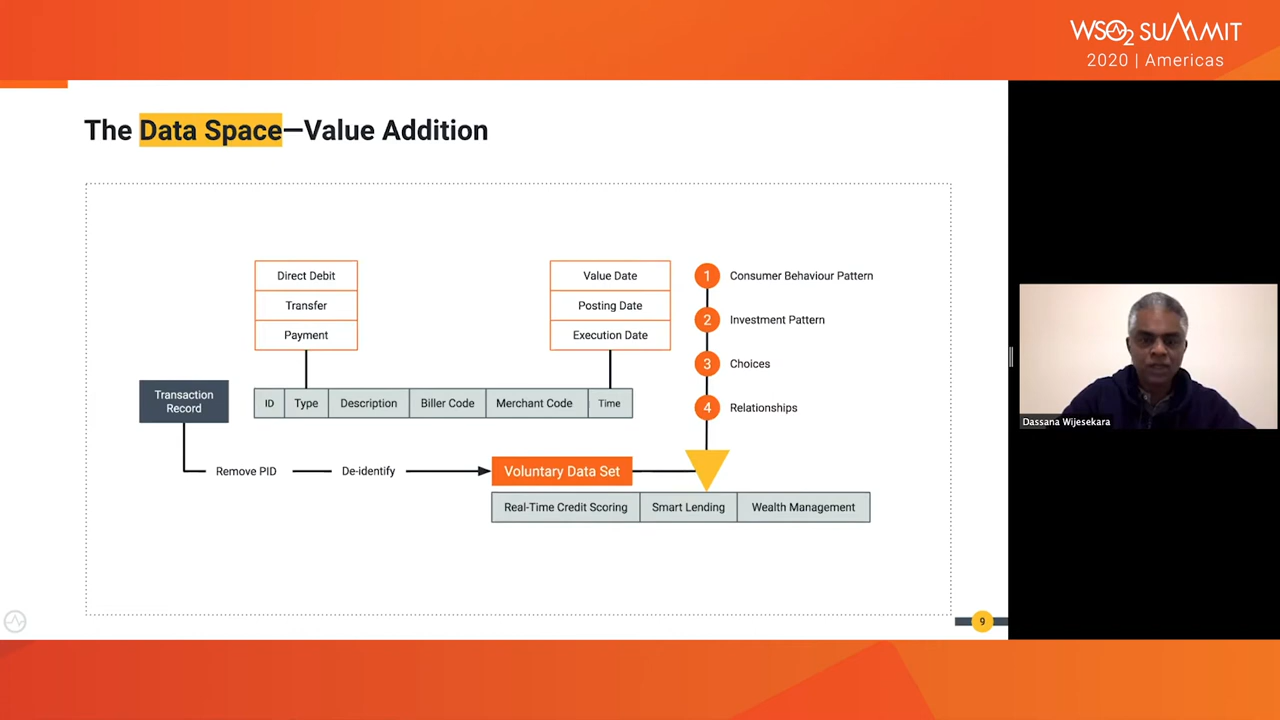 WSO2 SUMMIT
2020 | Americas
The Data Space—Value Addition
Direct Debit
Transfer
Payment
Value Date
Posting Date
Execution Date
1 Consumer Behaviour Pattern
2 Investment Pattern
3 Choices
4 Relationships
Transaction
Record
ID Type Description Biller Code Merchant Code Time
Remove PID De-identify Voluntary Data Set
Real-Time Credit Scoring Smart Lending Wealth Management
Dassana Wijesekara
9